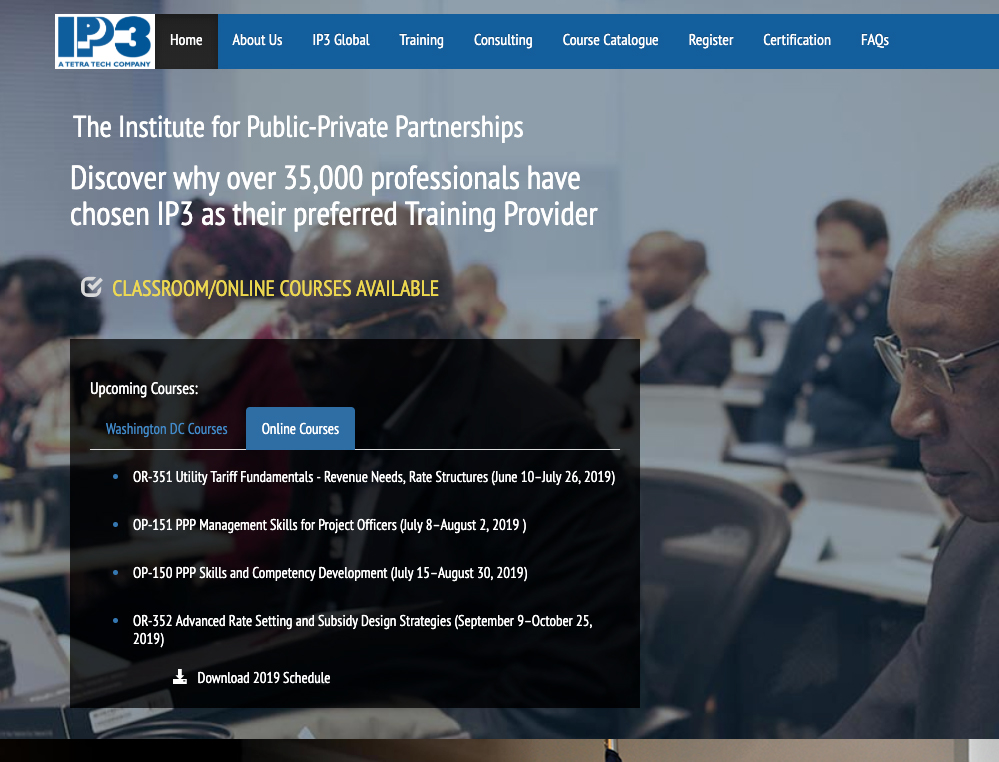 IP3
A TETRA TECH COMPANY
Home
About Us
IP3 Global
Training
Consulting
Course Catalogue
Register
Certification
FAQs
The Institute for Public-Private Partnerships
Discover why over 35,000 professionals have
chosen IP3 as their preferred Training Provider
CLASSROOM/ONLINE COURSES AVAILABLE
Upcoming Courses:
Washington DC Courses
Online Courses
OR-351 Utility Tariff Fundamentals - Revenue Needs, Rate Structures (June 10–July 26, 2019)
OP-151 PPP Management Skills for Project Officers (July 8–August 2, 2019 )
OP-150 PPP Skills and Competency Development (July 15–August 30, 2019)
OR-352 Advanced Rate Setting and Subsidy Design Strategies (September 9–October 25,
2019)
Download 2019 Schedule